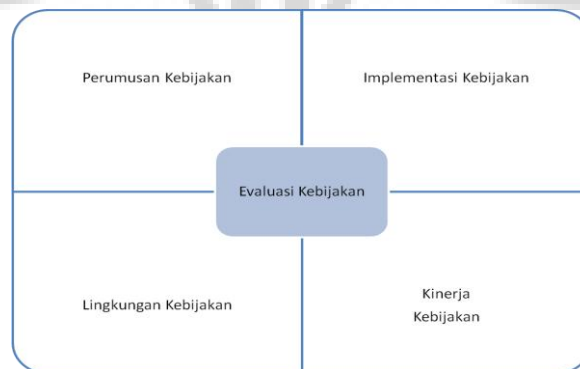 Perumusan Kebijakan
Implementasi Kebijakan
Evaluasi Kebijakan
Lingkungan Kebijakan
Kinerja
Kebijakan